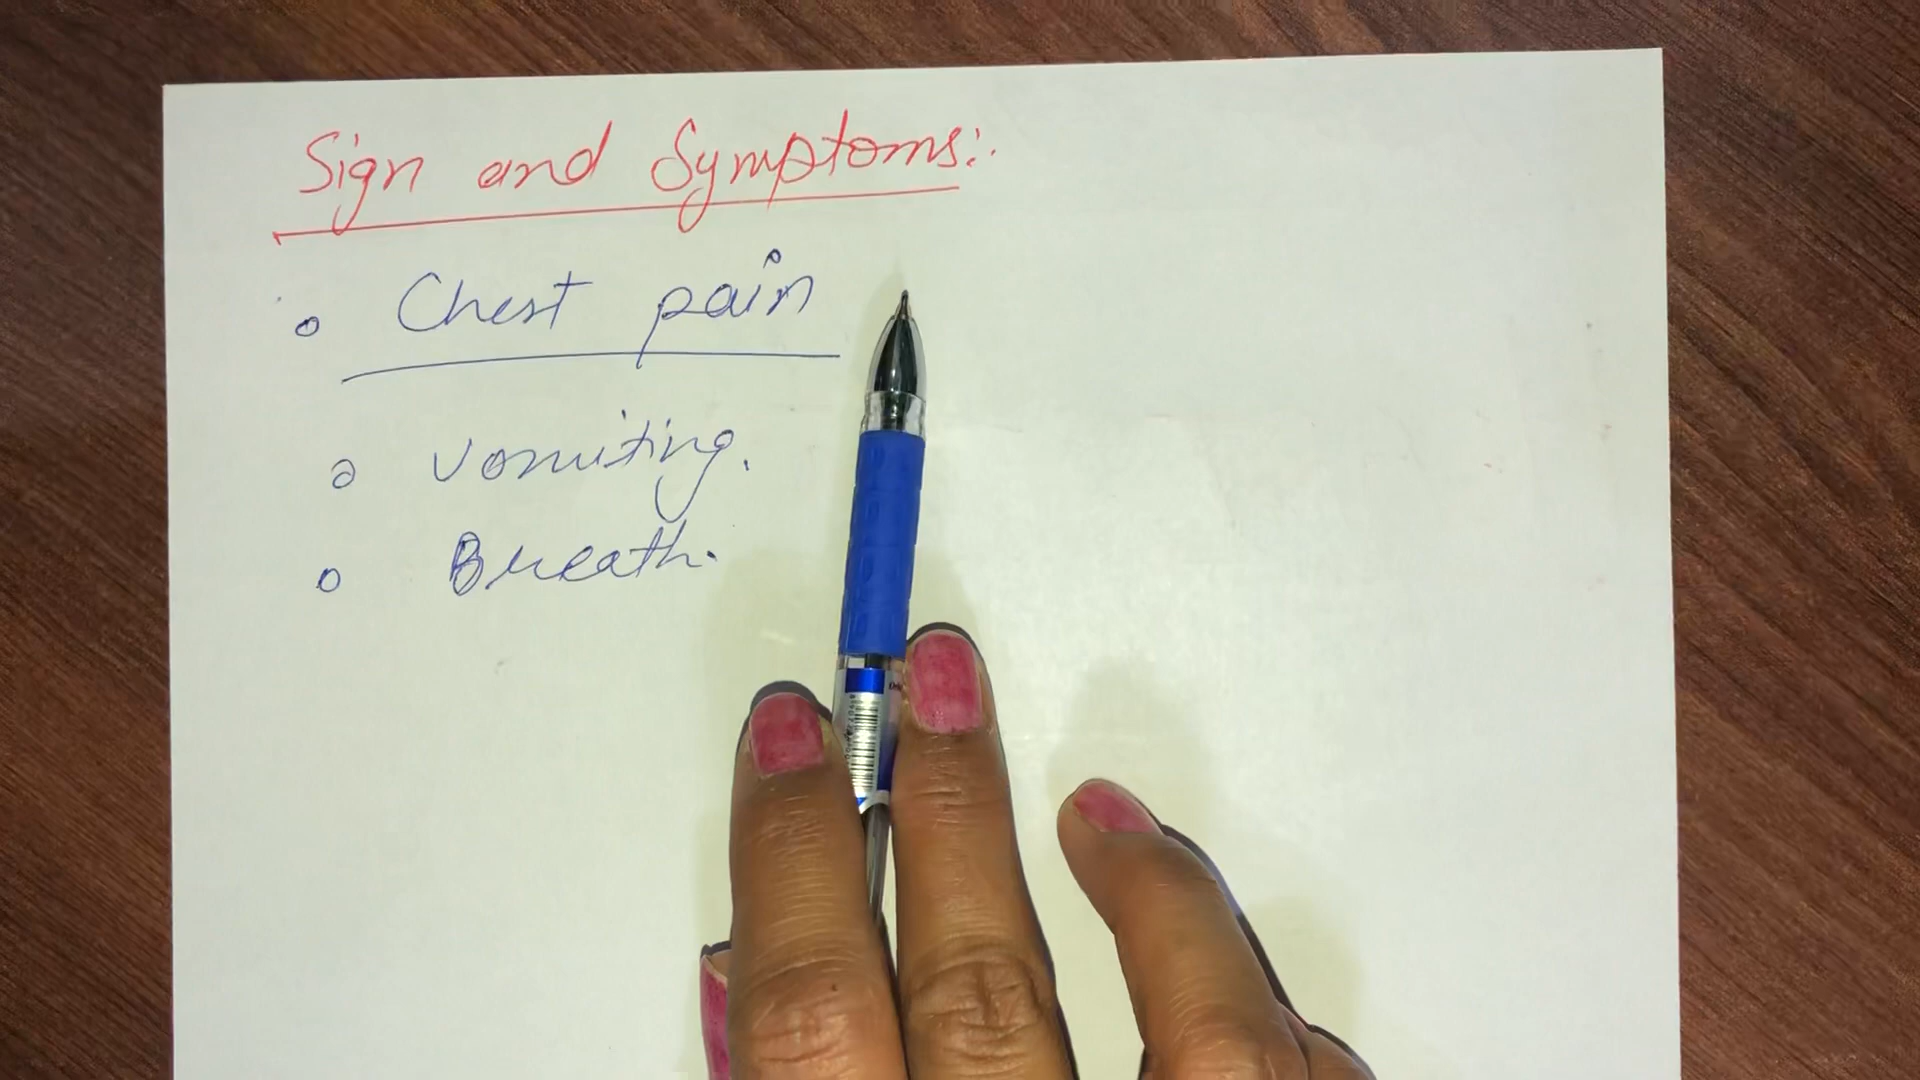 Sign and Symptoms:-
Chest pain
Vomiting.
Breath.